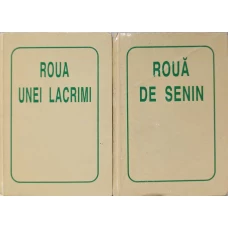 ROUA
UNEI LACRIMI
ROUĂ
DE SENIN